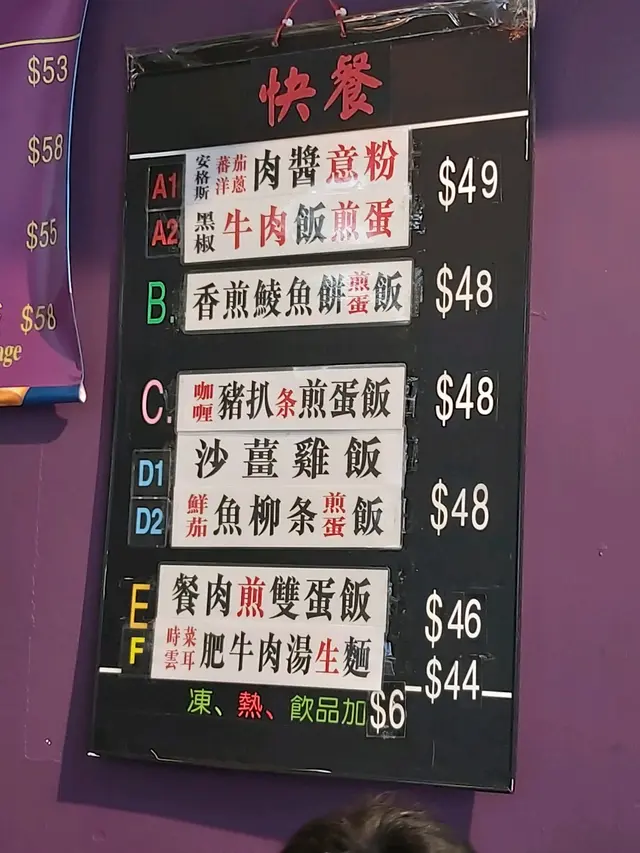 $53
$58
$55
$58
age
快餐
A1 安格斯 蕃茄洋蔥 肉醬意粉 $49
A2 黑椒牛肉飯煎蛋
B. 香煎鯪魚餅煎蛋飯 $48
C. 咖喱豬扒条煎蛋飯 $48
D1 沙薑雞飯
D2 鮮茄魚柳条煎蛋飯 $48
E 餐肉煎雙蛋飯 $46
F 時菜雲耳肥牛肉湯生麵 $44
凍、熱、飲品加$6